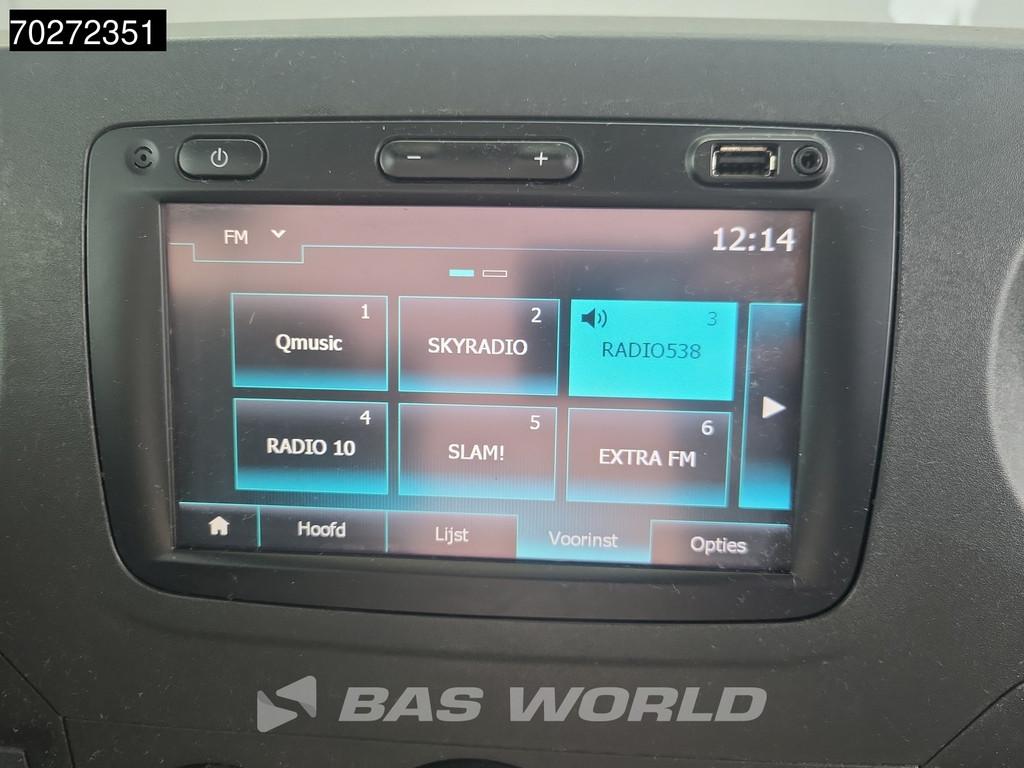 70272351
- +
FM 12:14
1 2 3
Qmusic SKYRADIO RADIO538
4 5 6
RADIO 10 SLAM! EXTRA FM
Hoofd Lijst Voorinst Opties
BAS WORLD